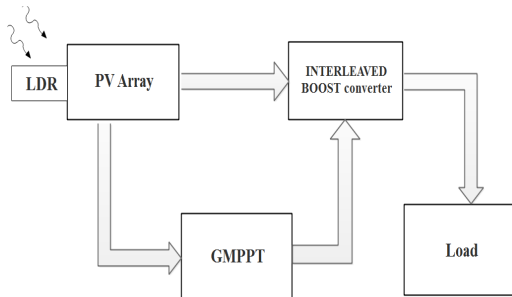 LDR
PV Array
INTERLEAVED
BOOST converter
GMPPT
Load